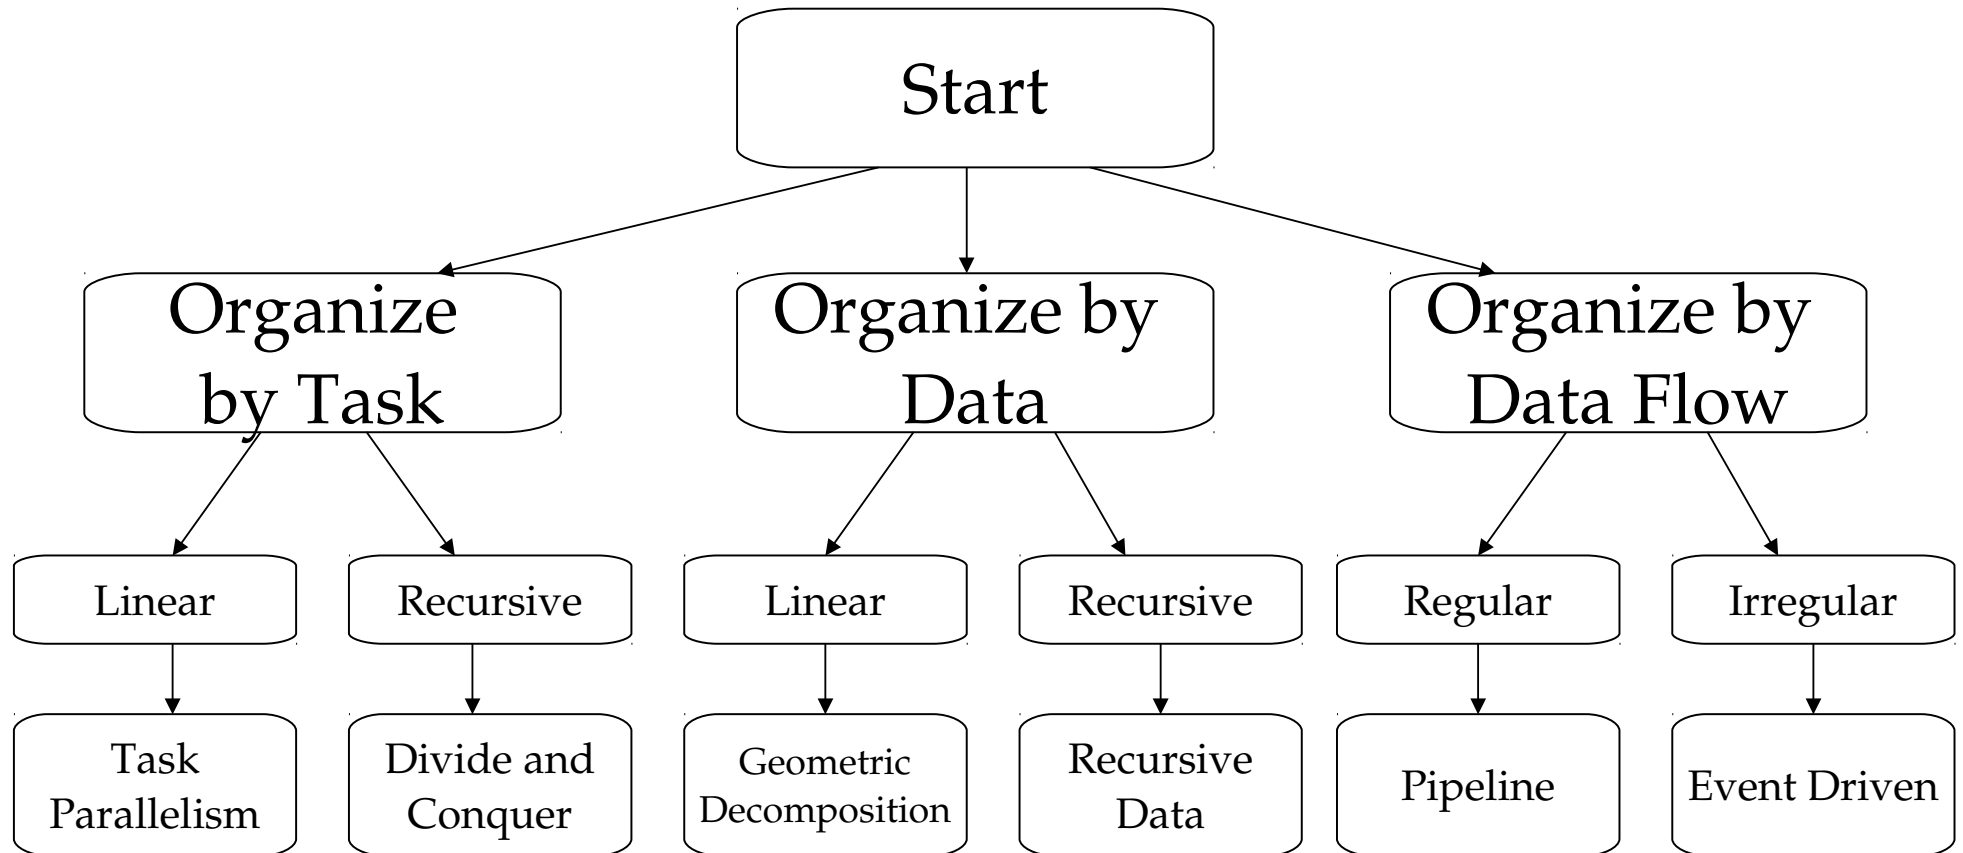 Start
Organize
by Task
Organize by
Data
Organize by
Data Flow
Linear
Recursive
Linear
Recursive
Regular
Irregular
Task
Parallelism
Divide and
Conquer
Geometric
Decomposition
Recursive
Data
Pipeline
Event Driven